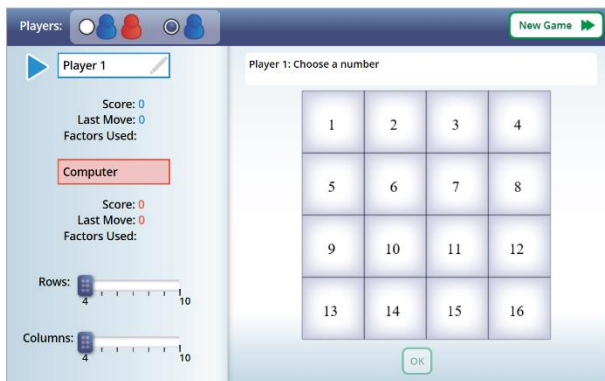 Players:
New Game
Player 1
Score: 0
Last Move: 0
Factors Used:
Computer
Score: 0
Last Move: 0
Factors Used:
Rows:
4 10
Columns:
4 10
Player 1: Choose a number
1 2 3 4
5 6 7 8
9 10 11 12
13 14 15 16
OK